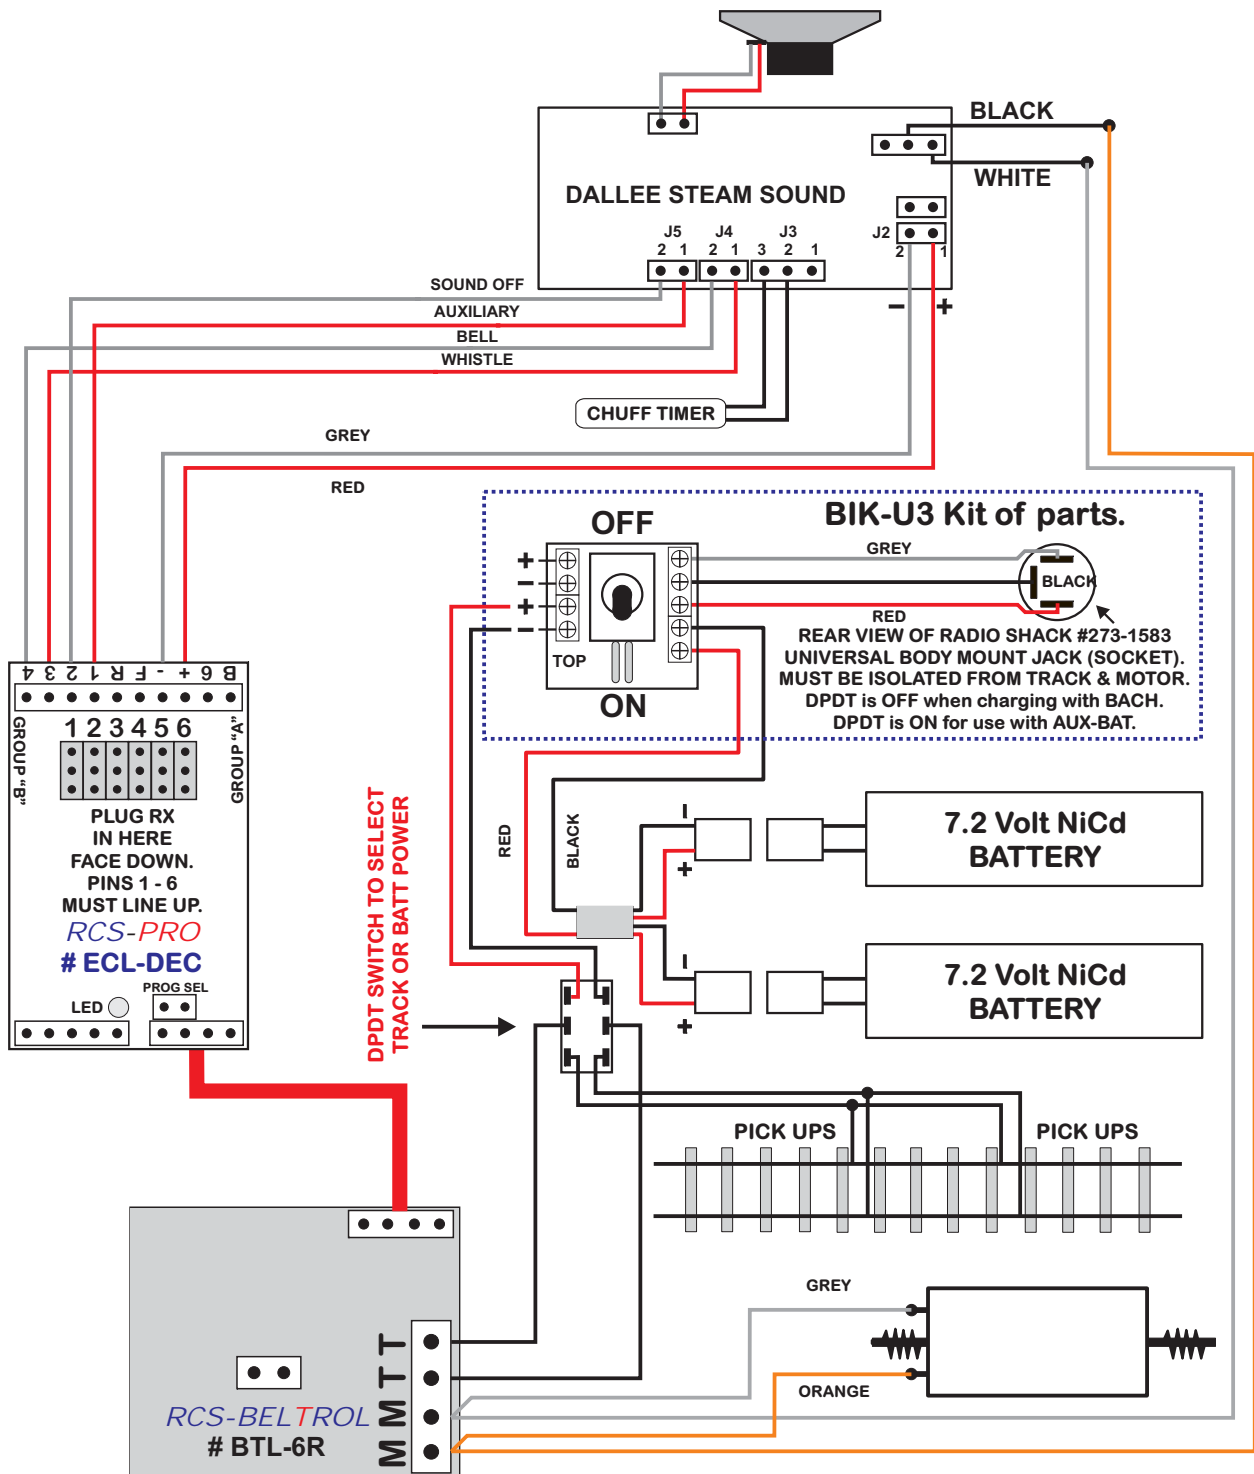 BLACK
WHITE
DALLEE STEAM SOUND
J5
J4
J3
2 1
2 1
3 2 1
J2
2
1
− +
SOUND OFF
AUXILIARY
BELL
WHISTLE
CHUFF TIMER
GREY
RED
BIK-U3 Kit of parts.
OFF
+
−
+
−
TOP
ON
GREY
BLACK
RED
REAR VIEW OF RADIO SHACK #273-1583
UNIVERSAL BODY MOUNT JACK (SOCKET).
MUST BE ISOLATED FROM TRACK & MOTOR.
DPDT is OFF when charging with BACH.
DPDT is ON for use with AUX-BAT.
4 3 2 1 R F - + 6 B
GROUP "B"
GROUP "A"
1 2 3 4 5 6
PLUG RX
IN HERE
FACE DOWN.
PINS 1 - 6
MUST LINE UP.
RCS-PRO
# ECL-DEC
PROG SEL
LED
DPDT SWITCH TO SELECT
TRACK OR BATT POWER
RED
BLACK
−
+
7.2 Volt NiCd
BATTERY
−
+
7.2 Volt NiCd
BATTERY
PICK UPS
PICK UPS
GREY
ORANGE
M M T T
RCS-BELTROL
# BTL-6R